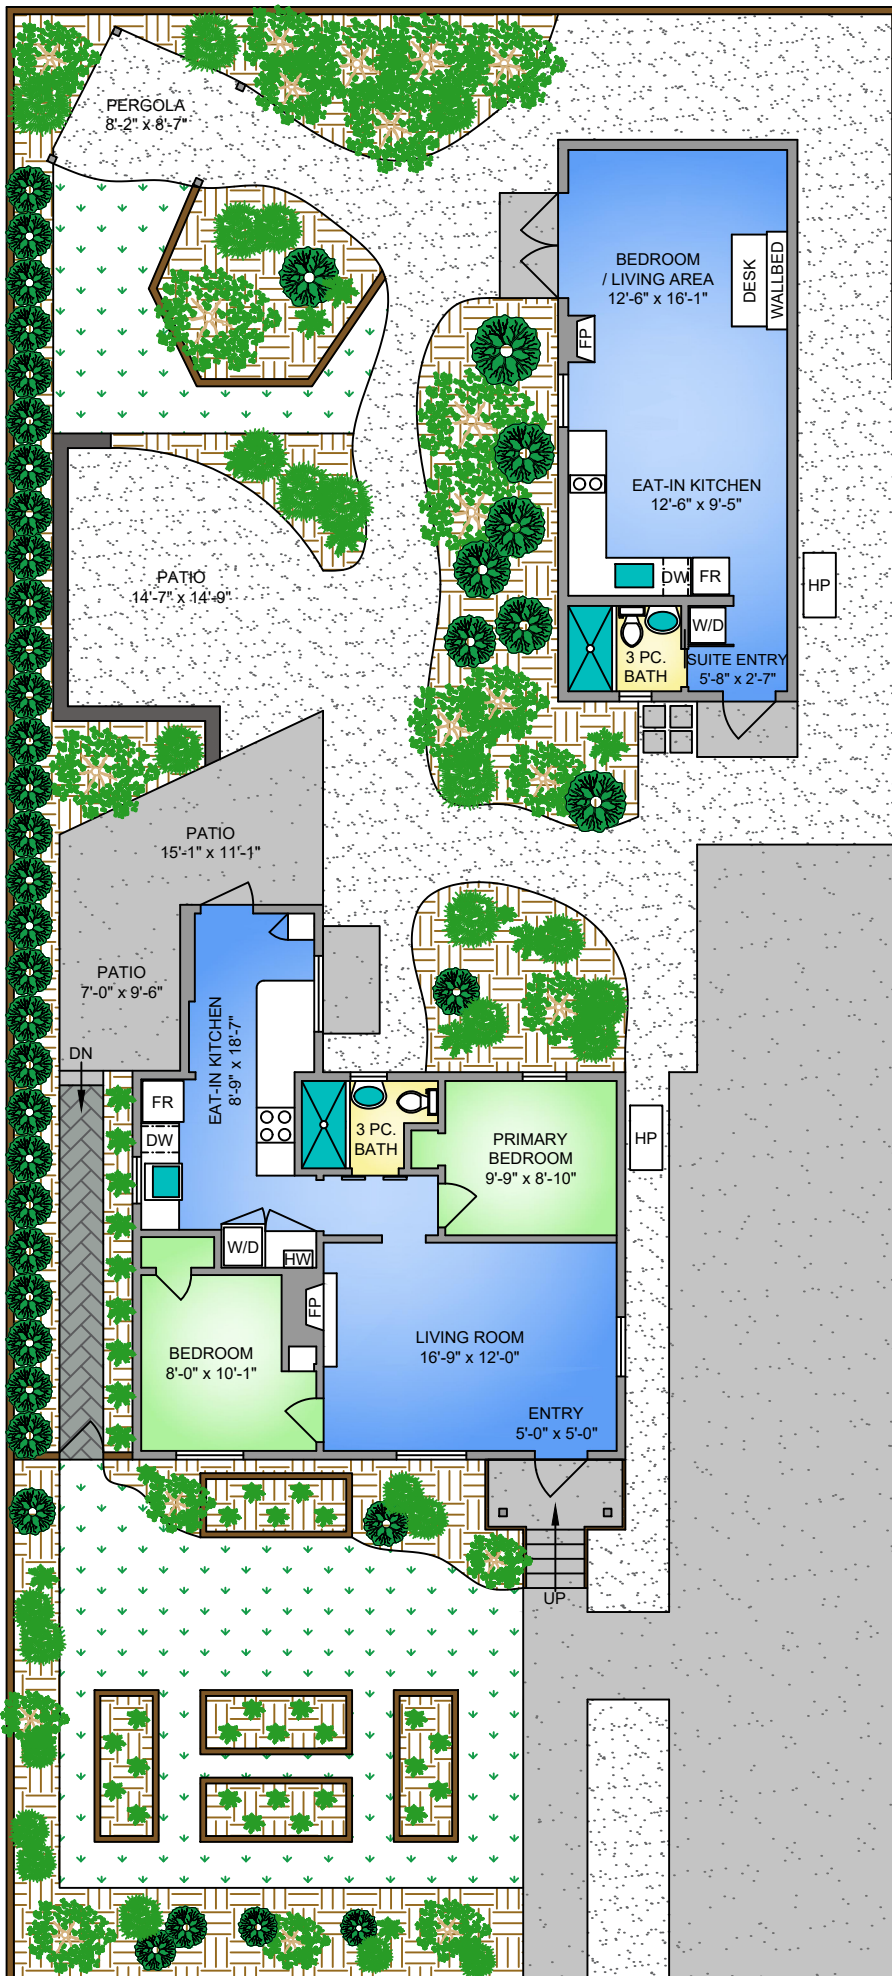 PERGOLA
8'-2" x 8'-7"
BEDROOM
/ LIVING AREA
12'-6" x 16'-1"
DESK
WALLBED
FP
EAT-IN KITCHEN
12'-6" x 9'-5"
DW
FR
HP
W/D
3 PC.
BATH
SUITE ENTRY
5'-8" x 2'-7"
PATIO
14'-7" x 14'-9"
PATIO
15'-1" x 11'-1"
PATIO
7'-0" x 9'-6"
DN
EAT-IN KITCHEN
8'-9" x 18'-7"
FR
DW
3 PC.
BATH
PRIMARY
BEDROOM
9'-9" x 8'-10"
HP
W/D
HW
FP
LIVING ROOM
16'-9" x 12'-0"
BEDROOM
8'-0" x 10'-1"
ENTRY
5'-0" x 5'-0"
UP